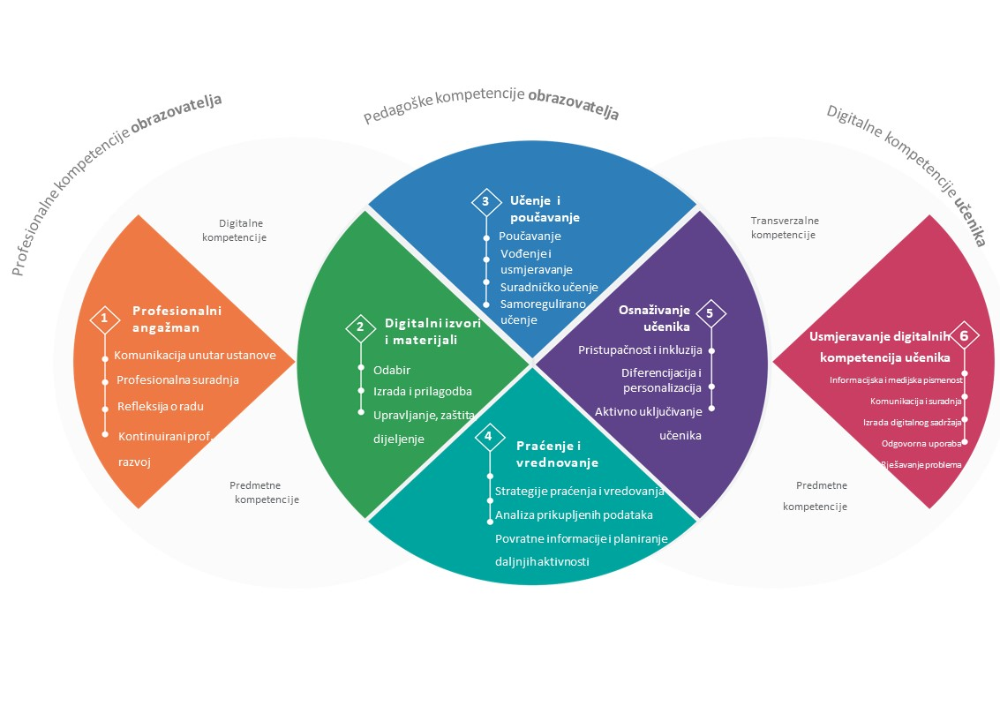 Profesionalne kompetencije obrazovatelja
Pedagoške kompetencije obrazovatelja
Digitalne kompetencije učenika
Digitalne
kompetencije
Predmetne
kompetencije
1
Profesionalni
angažman
Komunikacija unutar ustanove
Profesionalna suradnja
Refleksija o radu
Kontinuirani prof.
razvoj
2
Digitalni izvori
i materijali
Odabir
Izrada i prilagodba
Upravljanje, zaštita
dijeljenje
3
Učenje i
poučavanje
Poučavanje
Vođenje i
usmjeravanje
Suradničko učenje
Samoregulirano
učenje
4
Praćenje i
vrednovanje
Strategije praćenja i vredovanja
Analiza prikupljenih podataka
Povratne informacije i planiranje
daljnjih aktivnosti
5
Osnaživanje
učenika
Pristupačnost i inkluzija
Diferencijacija i
personalizacija
Aktivno uključivanje
učenika
Transverzalne
kompetencije
Predmetne
kompetencije
6
Usmjeravanje digitalnih
kompetencija učenika
Informacijska i medijska pismenost
Komunikacija i suradnja
Izrada digitalnog sadržaja
Odgovorna uporaba
Rješavanje problema